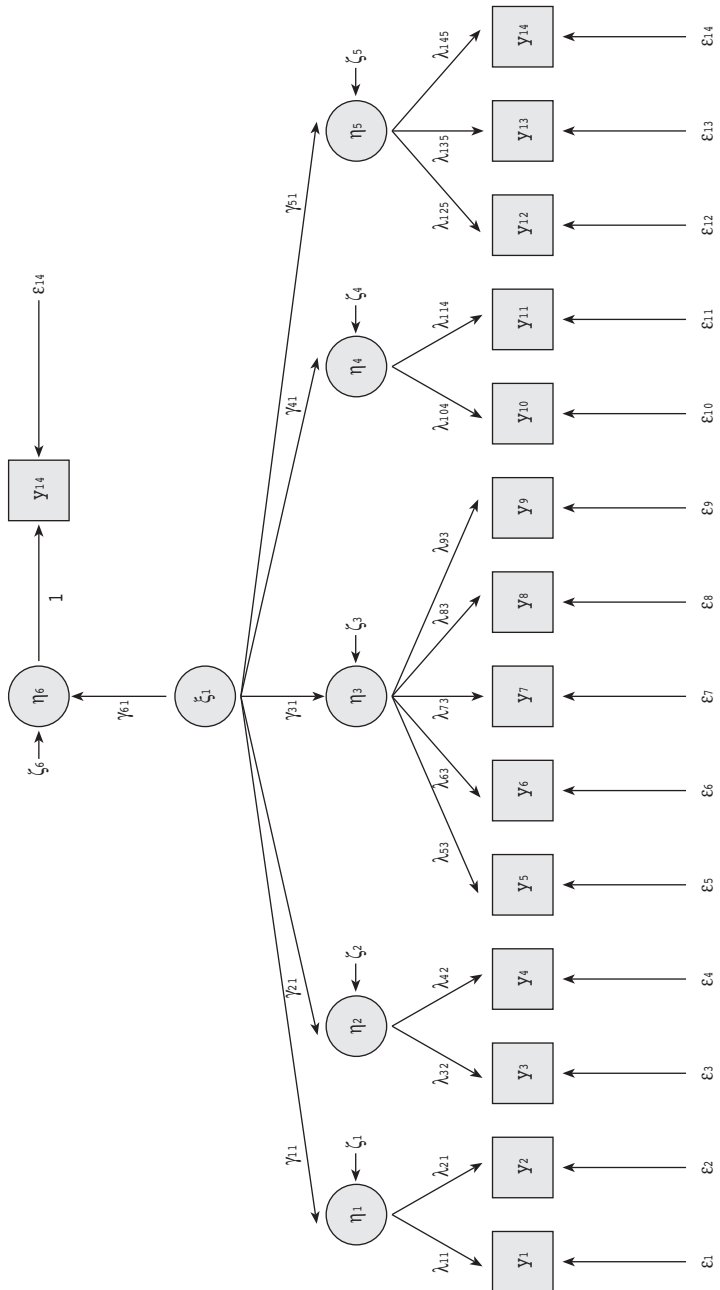 ζ6 η6 y14 ε14
1
γ61
ξ1
γ11 γ21 γ31 γ41 γ51
η1 ζ1 η2 ζ2 η3 ζ3 η4 ζ4 η5 ζ5
λ11 λ21 λ32 λ42 λ53 λ63 λ73 λ83 λ93 λ104 λ114 λ125 λ135 λ145
y1 y2 y3 y4 y5 y6 y7 y8 y9 y10 y11 y12 y13 y14
ε1 ε2 ε3 ε4 ε5 ε6 ε7 ε8 ε9 ε10 ε11 ε12 ε13 ε14